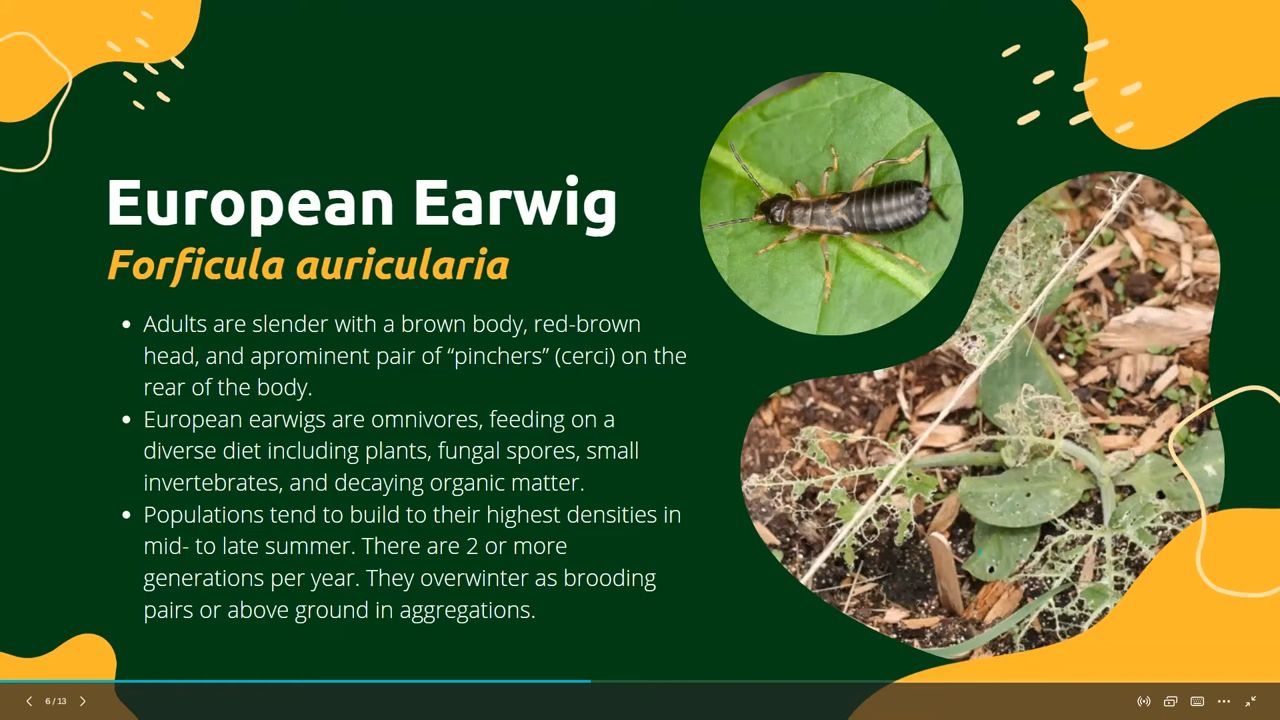 European Earwig
Forficula auricularia
• Adults are slender with a brown body, red-brown
head, and aprominent pair of “pinchers” (cerci) on the
rear of the body.
• European earwigs are omnivores, feeding on a
diverse diet including plants, fungal spores, small
invertebrates, and decaying organic matter.
• Populations tend to build to their highest densities in
mid- to late summer. There are 2 or more
generations per year. They overwinter as brooding
pairs or above ground in aggregations.
6 / 13